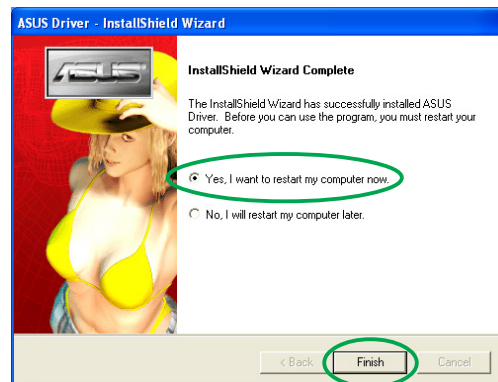 ASUS Driver - InstallShield Wizard
ASUS
InstallShield Wizard Complete
The InstallShield Wizard has successfully installed ASUS
Driver. Before you can use the program, you must restart your
computer.
Yes, I want to restart my computer now.
No, I will restart my computer later.
< Back
Finish
Cancel